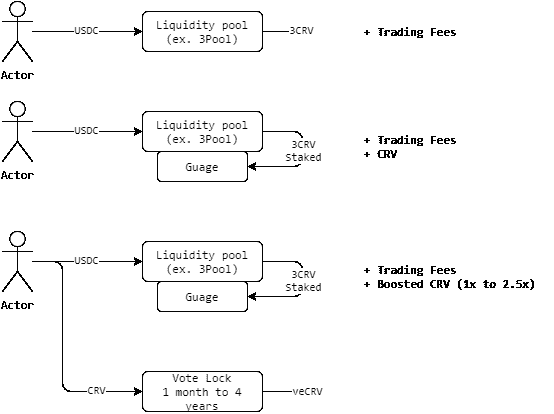 USDC
Liquidity pool
(ex. 3Pool)
3CRV
+ Trading Fees
Actor
USDC
Liquidity pool
(ex. 3Pool)
3CRV
Staked
Guage
+ Trading Fees
+ CRV
Actor
USDC
Liquidity pool
(ex. 3Pool)
3CRV
Staked
Guage
+ Trading Fees
+ Boosted CRV (1x to 2.5x)
Actor
CRV
Vote Lock
1 month to 4
years
veCRV